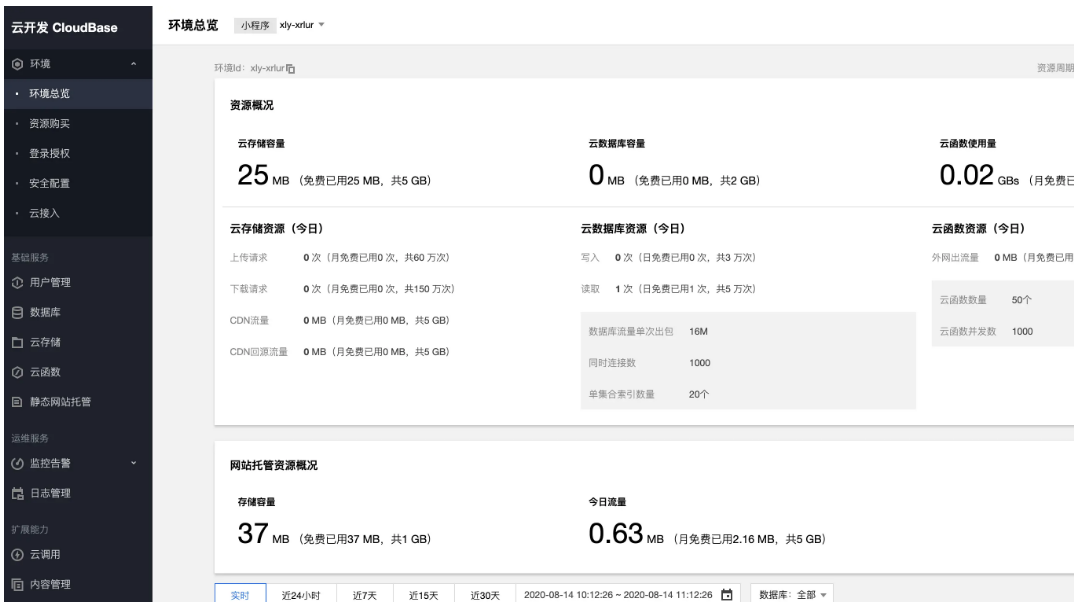 云开发 CloudBase
环境总览 小程序 xly-xrlur
环境
环境总览
资源购买
登录授权
安全配置
云接入
基础服务
用户管理
数据库
云存储
云函数
静态网站托管
运维服务
监控告警
日志管理
扩展能力
云调用
内容管理
环境Id: xly-xrlur 资源周期
资源概况
云存储容量
25 MB (免费已用25 MB, 共5 GB)
云数据库容量
0 MB (免费已用0 MB, 共2 GB)
云函数使用量
0.02 GBs (月免费已
云存储资源(今日)
上传请求 0 次 (月免费已用0 次, 共60 万次)
下载请求 0 次 (月免费已用0 次, 共150 万次)
CDN流量 0 MB (月免费已用0 MB, 共5 GB)
CDN回源流量 0 MB (月免费已用0 MB, 共5 GB)
云数据库资源(今日)
写入 0 次 (日免费已用0 次, 共3 万次)
读取 1 次 (日免费已用1 次, 共5 万次)
数据库流量单次出包 16M
同时连接数 1000
单集合索引数量 20个
云函数资源(今日)
外网出流量 0 MB (月免费已用
云函数数量 50个
云函数并发数 1000
网站托管资源概况
存储容量
37 MB (免费已用37 MB, 共1 GB)
今日流量
0.63 MB (月免费已用2.16 MB, 共5 GB)
实时 近24小时 近7天 近15天 近30天 2020-08-14 10:12:26 ~ 2020-08-14 11:12:26 数据库: 全部